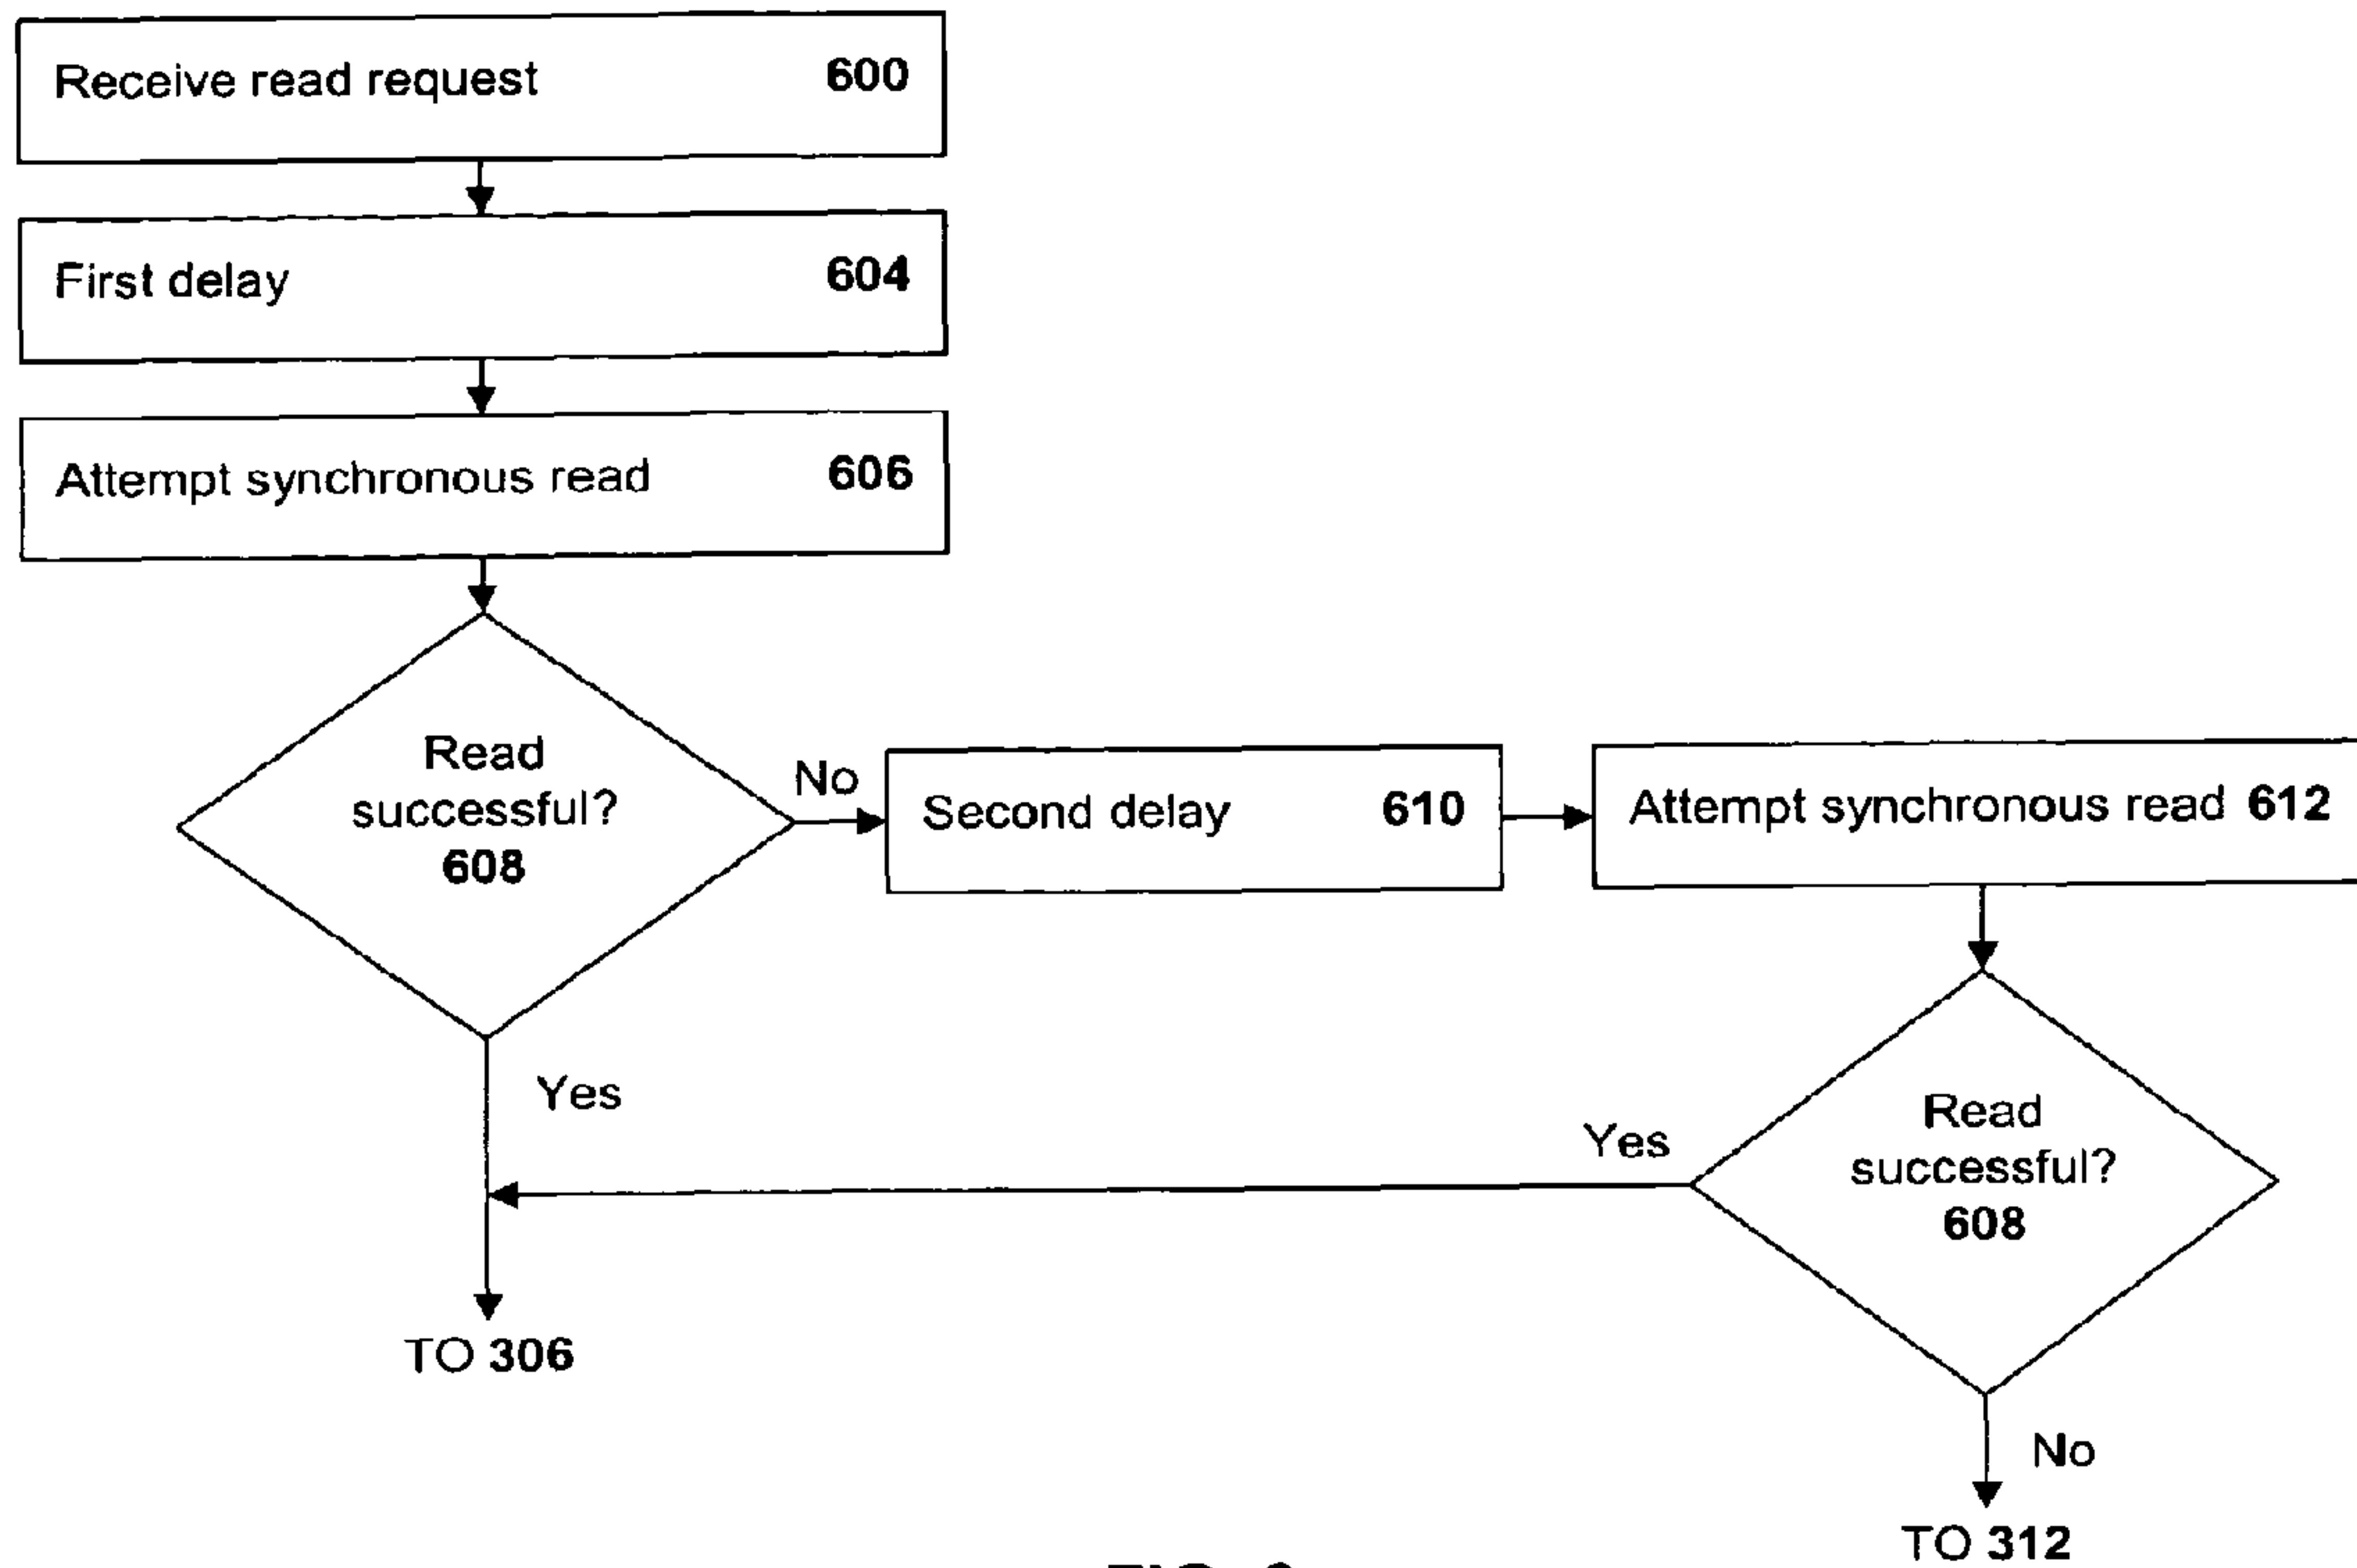 Receive read request 600
First delay 604
Attempt synchronous read 606
Read
successful?
608
No
Second delay 610
Attempt synchronous read 612
Yes
Read
successful?
608
Yes
TO 306
No
TO 312